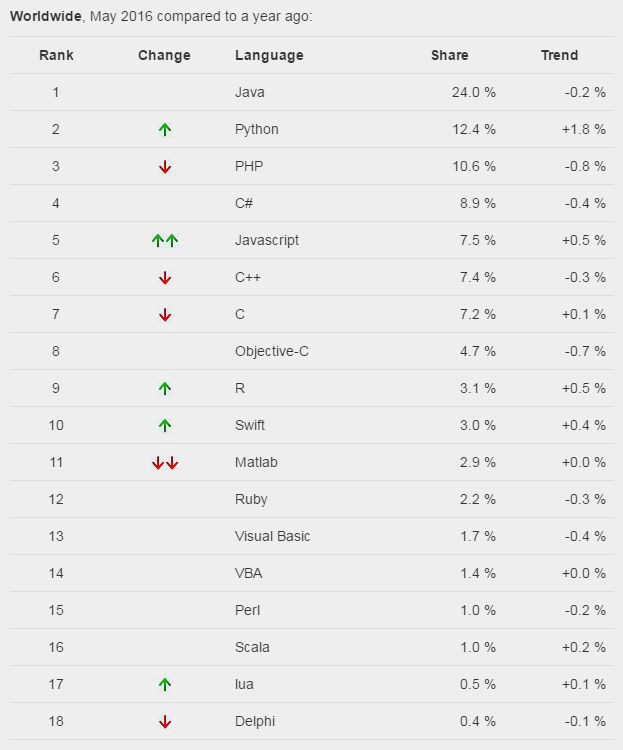 Worldwide, May 2016 compared to a year ago:
Rank Change Language Share Trend
1 Java 24.0 % -0.2 %
2 ↑ Python 12.4 % +1.8 %
3 ↓ PHP 10.6 % -0.8 %
4 C# 8.9 % -0.4 %
5 ↑↑ Javascript 7.5 % +0.5 %
6 ↓ C++ 7.4 % -0.3 %
7 ↓ C 7.2 % +0.1 %
8 Objective-C 4.7 % -0.7 %
9 ↑ R 3.1 % +0.5 %
10 ↑ Swift 3.0 % +0.4 %
11 ↓↓ Matlab 2.9 % +0.0 %
12 Ruby 2.2 % -0.3 %
13 Visual Basic 1.7 % -0.4 %
14 VBA 1.4 % +0.0 %
15 Perl 1.0 % -0.2 %
16 Scala 1.0 % +0.2 %
17 ↑ lua 0.5 % +0.1 %
18 ↓ Delphi 0.4 % -0.1 %